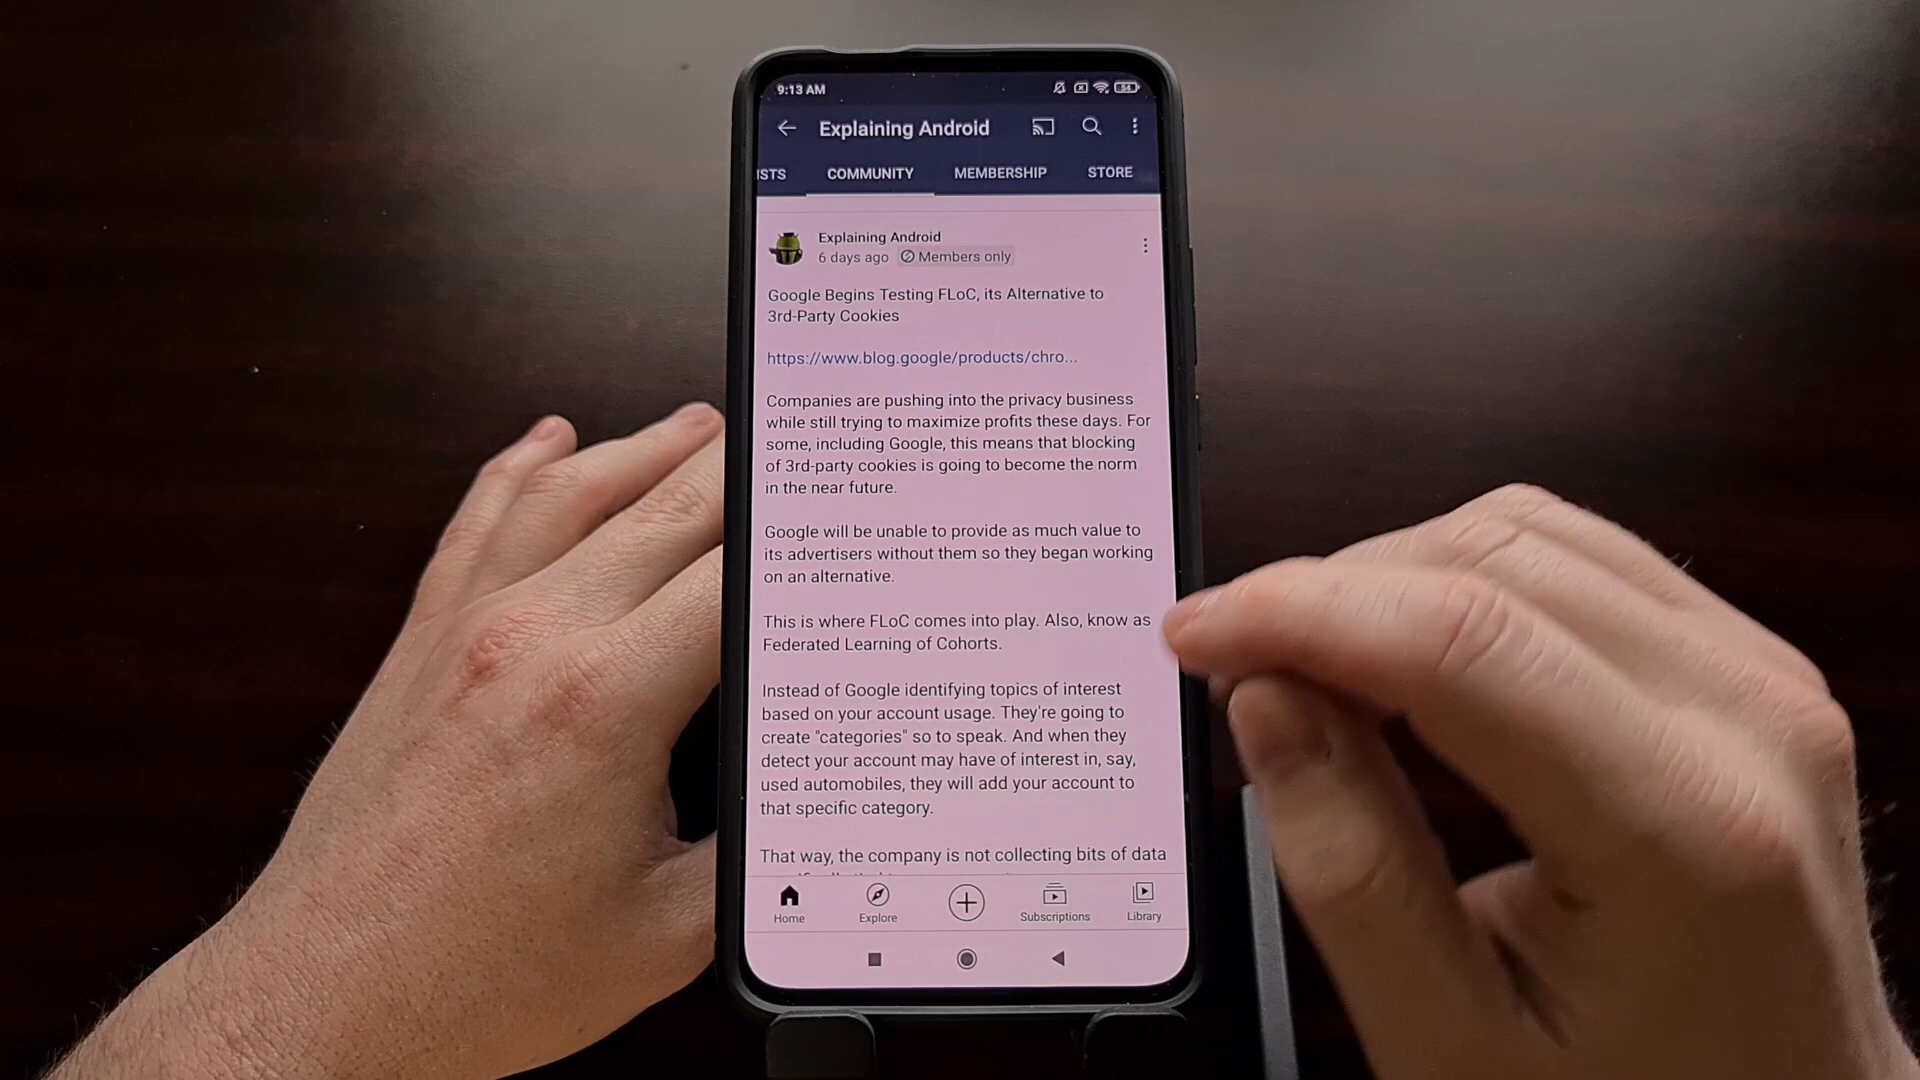 9:13 AM
54
Explaining Android
ISTS COMMUNITY MEMBERSHIP STORE
Explaining Android
6 days ago Members only
Google Begins Testing FLoC, its Alternative to
3rd-Party Cookies
https://www.blog.google/products/chro...
Companies are pushing into the privacy business
while still trying to maximize profits these days. For
some, including Google, this means that blocking
of 3rd-party cookies is going to become the norm
in the near future.
Google will be unable to provide as much value to
its advertisers without them so they began working
on an alternative.
This is where FLoC comes into play. Also, know as
Federated Learning of Cohorts.
Instead of Google identifying topics of interest
based on your account usage. They're going to
create "categories" so to speak. And when they
detect your account may have of interest in, say,
used automobiles, they will add your account to
that specific category.
That way, the company is not collecting bits of data
Home Explore Subscriptions Library